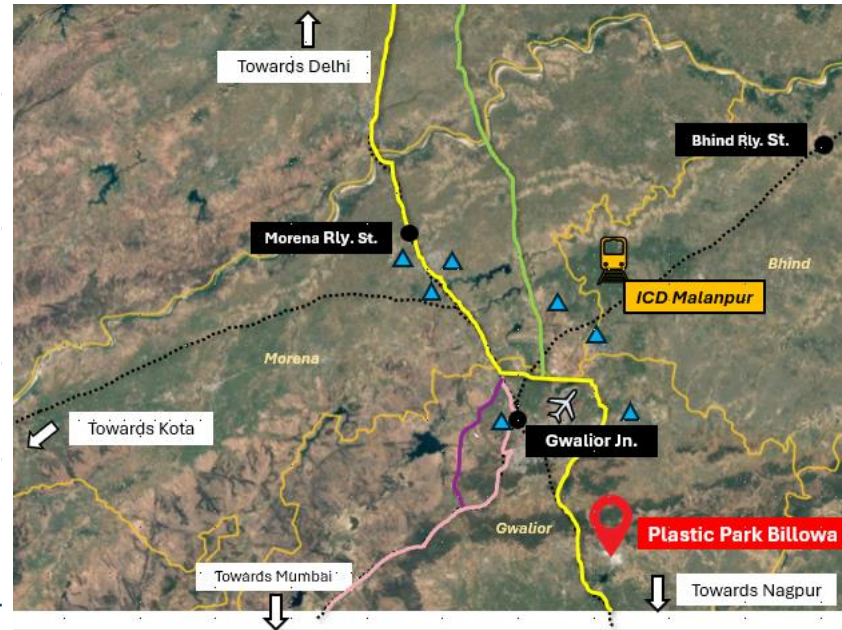 Towards Delhi
Bhind Rly. St.
Morena Rly. St.
Bhind
ICD Malanpur
Morena
Towards Kota
Gwalior Jn.
Gwalior
Plastic Park Billowa
Towards Mumbai
Towards Nagpur